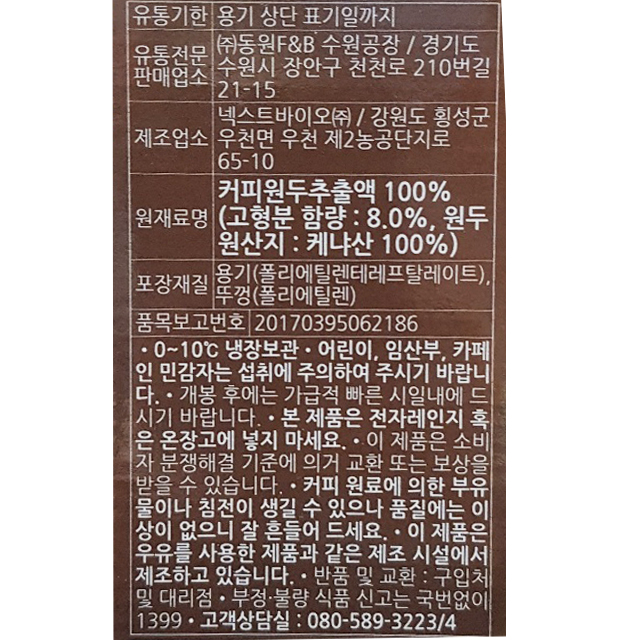 유통기한 용기 상단 표기일까지
유통전문판매업소 ㈜동원F&B 수원공장 / 경기도
수원시 장안구 천천로 210번길
21-15
제조업소 넥스트바이오㈜ / 강원도 횡성군
우천면 우천 제2농공단지로
65-10
원재료명 커피원두추출액 100%
(고형분 함량 : 8.0%, 원두
원산지 : 케냐산 100%)
포장재질 용기(폴리에틸렌테레프탈레이트),
뚜껑(폴리에틸렌)
품목보고번호 20170395062186
• 0~10℃ 냉장보관 • 어린이, 임산부, 카페
인 민감자는 섭취에 주의하여 주시기 바랍니
다. • 개봉 후에는 가급적 빠른 시일내에 드
시기 바랍니다. • 본 제품은 전자레인지 혹
은 온장고에 넣지 마세요. • 이 제품은 소비
자 분쟁해결 기준에 의거 교환 또는 보상을
받을 수 있습니다. • 커피 원료에 의한 부유
물이나 침전이 생길 수 있으나 품질에는 이
상이 없으니 잘 흔들어 드세요. • 이 제품은
우유를 사용한 제품과 같은 제조 시설에서
제조하고 있습니다. • 반품 및 교환 : 구입처
및 대리점 • 부정·불량 식품 신고는 국번없이
1399 • 고객상담실 : 080-589-3223/4